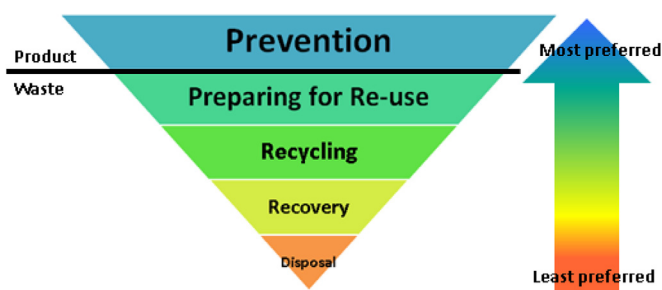 Prevention
Product
Most preferred
Waste
Preparing for Re-use
Recycling
Recovery
Disposal
Least preferred